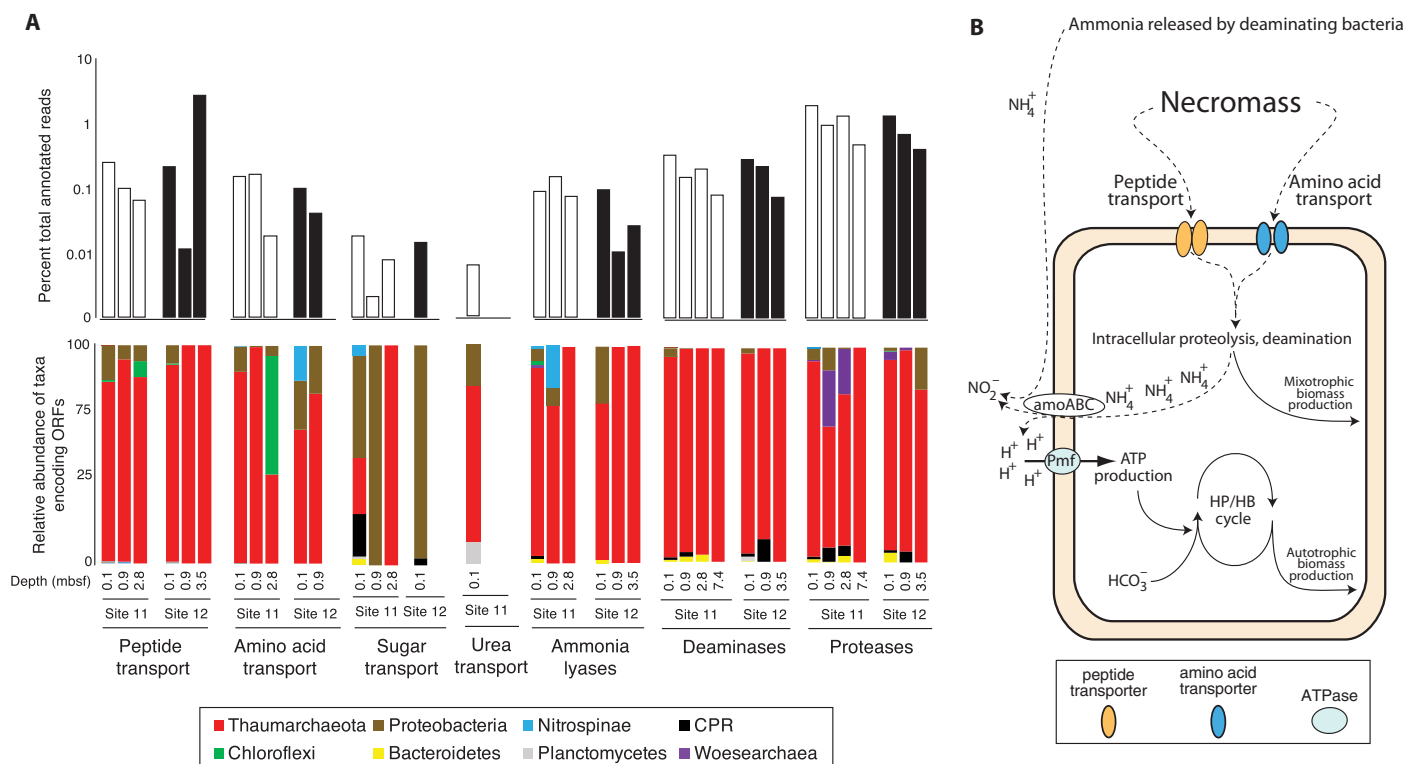 A
Percent total annotated reads
10
1
0.1
0.01
0
Relative abundance of taxa
encoding ORFs
100
75
25
0
Depth (mbsf)
0.1 0.9 2.8 0.1 0.9 3.5 0.1 0.9 2.8 0.1 0.9 0.1 0.9 2.8 0.1 0.1 0.1 0.9 2.8 0.1 0.9 3.5 0.1 0.9 2.8 7.4 0.1 0.9 3.5 0.1 0.9 2.8 7.4 0.1 0.9 3.5
Site 11 Site 12 Site 11 Site 12 Site 11 Site 12 Site 11 Site 11 Site 12 Site 11 Site 12 Site 11 Site 12
Peptide
transport
Amino acid
transport
Sugar
transport
Urea
transport
Ammonia
lyases
Deaminases
Proteases
Thaumarchaeota
Proteobacteria
Nitrospinae
CPR
Chloroflexi
Bacteroidetes
Planctomycetes
Woesearchaea
B
Ammonia released by deaminating bacteria
NH4+
Necromass
Peptide
transport
Amino acid
transport
Intracellular proteolysis, deamination
NO2−
amoABC
NH4+
NH4+
NH4+
Mixotrophic
biomass
production
H+
H+
H+
H+
Pmf
ATP
production
HP/HB
cycle
HCO3−
Autotrophic
biomass
production
peptide
transporter
amino acid
transporter
ATPase